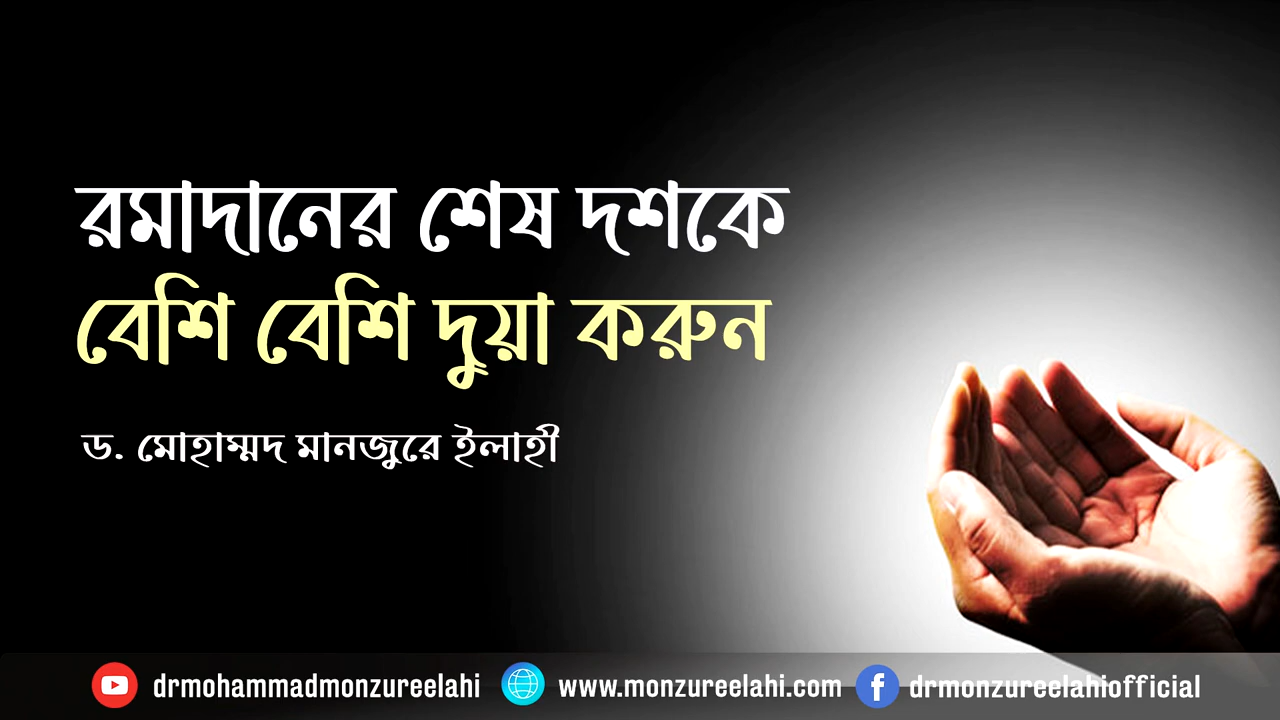 রমাদানের শেষ দশকে
বেশি বেশি দুয়া করুন
ড. মোহাম্মদ মানজুরে ইলাহী
drmohammadmonzureelahi www.monzureelahi.com drmonzureelahiofficial